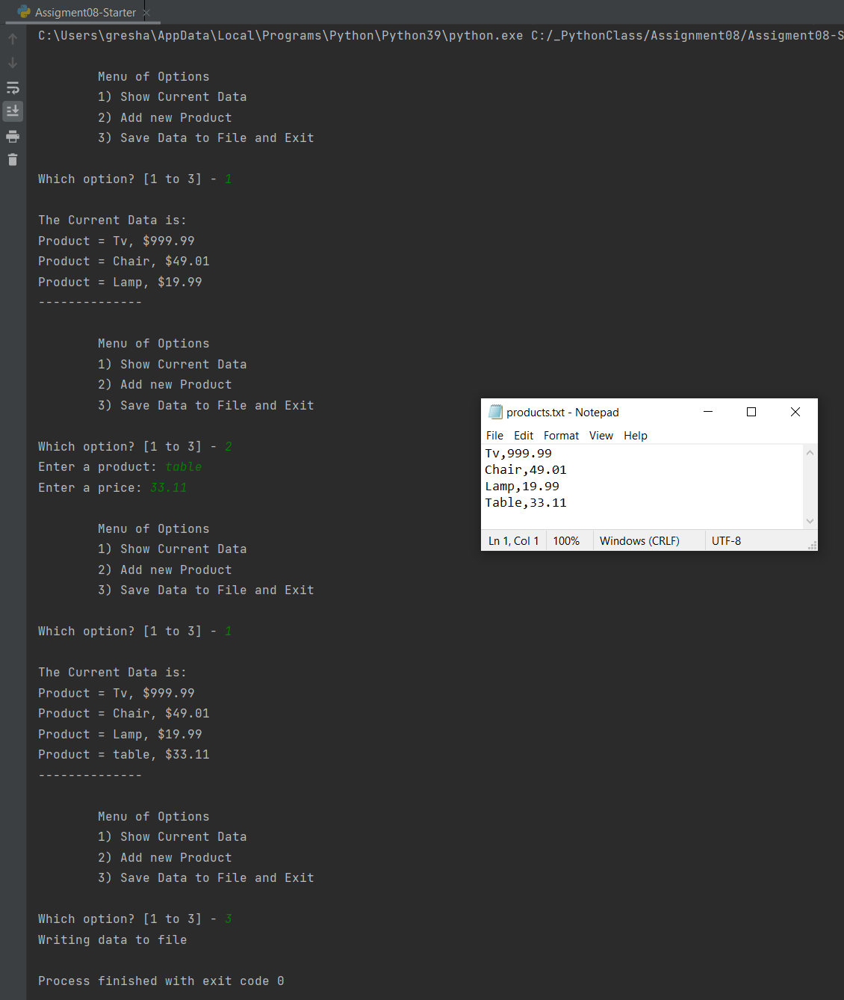 Assigment08-Starter
C:\Users\gresha\AppData\Local\Programs\Python\Python39\python.exe C:/_PythonClass/Assignment08/Assigment08-S
Menu of Options
1) Show Current Data
2) Add new Product
3) Save Data to File and Exit
Which option? [1 to 3] - 1
The Current Data is:
Product = Tv, $999.99
Product = Chair, $49.01
Product = Lamp, $19.99
--------------
Menu of Options
1) Show Current Data
2) Add new Product
3) Save Data to File and Exit
Which option? [1 to 3] - 2
Enter a product: table
Enter a price: 33.11
Menu of Options
1) Show Current Data
2) Add new Product
3) Save Data to File and Exit
Which option? [1 to 3] - 1
The Current Data is:
Product = Tv, $999.99
Product = Chair, $49.01
Product = Lamp, $19.99
Product = table, $33.11
--------------
Menu of Options
1) Show Current Data
2) Add new Product
3) Save Data to File and Exit
Which option? [1 to 3] - 3
Writing data to file
Process finished with exit code 0
products.txt - Notepad
File Edit Format View Help
Tv,999.99
Chair,49.01
Lamp,19.99
Table,33.11
Ln 1, Col 1 100% Windows (CRLF) UTF-8